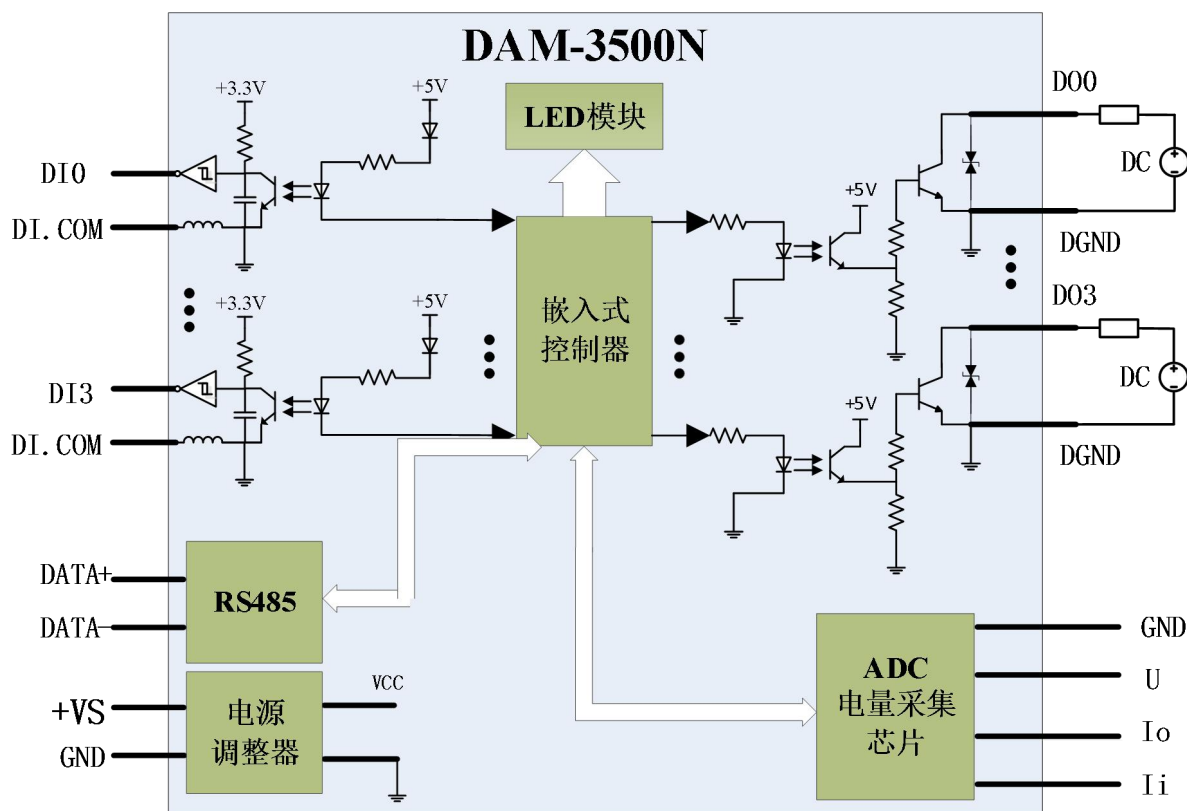 DAM-3500N
+3.3V
+5V
LED模块
DO0
DI0
DC
DI.COM
+5V
DGND
+3.3V
+5V
嵌入式
控制器
DO3
DI3
DC
DI.COM
+5V
DGND
DATA+
RS485
DATA-
GND
ADC
电量采集
芯片
U
Io
Ii
+VS
电源
调整器
VCC
GND